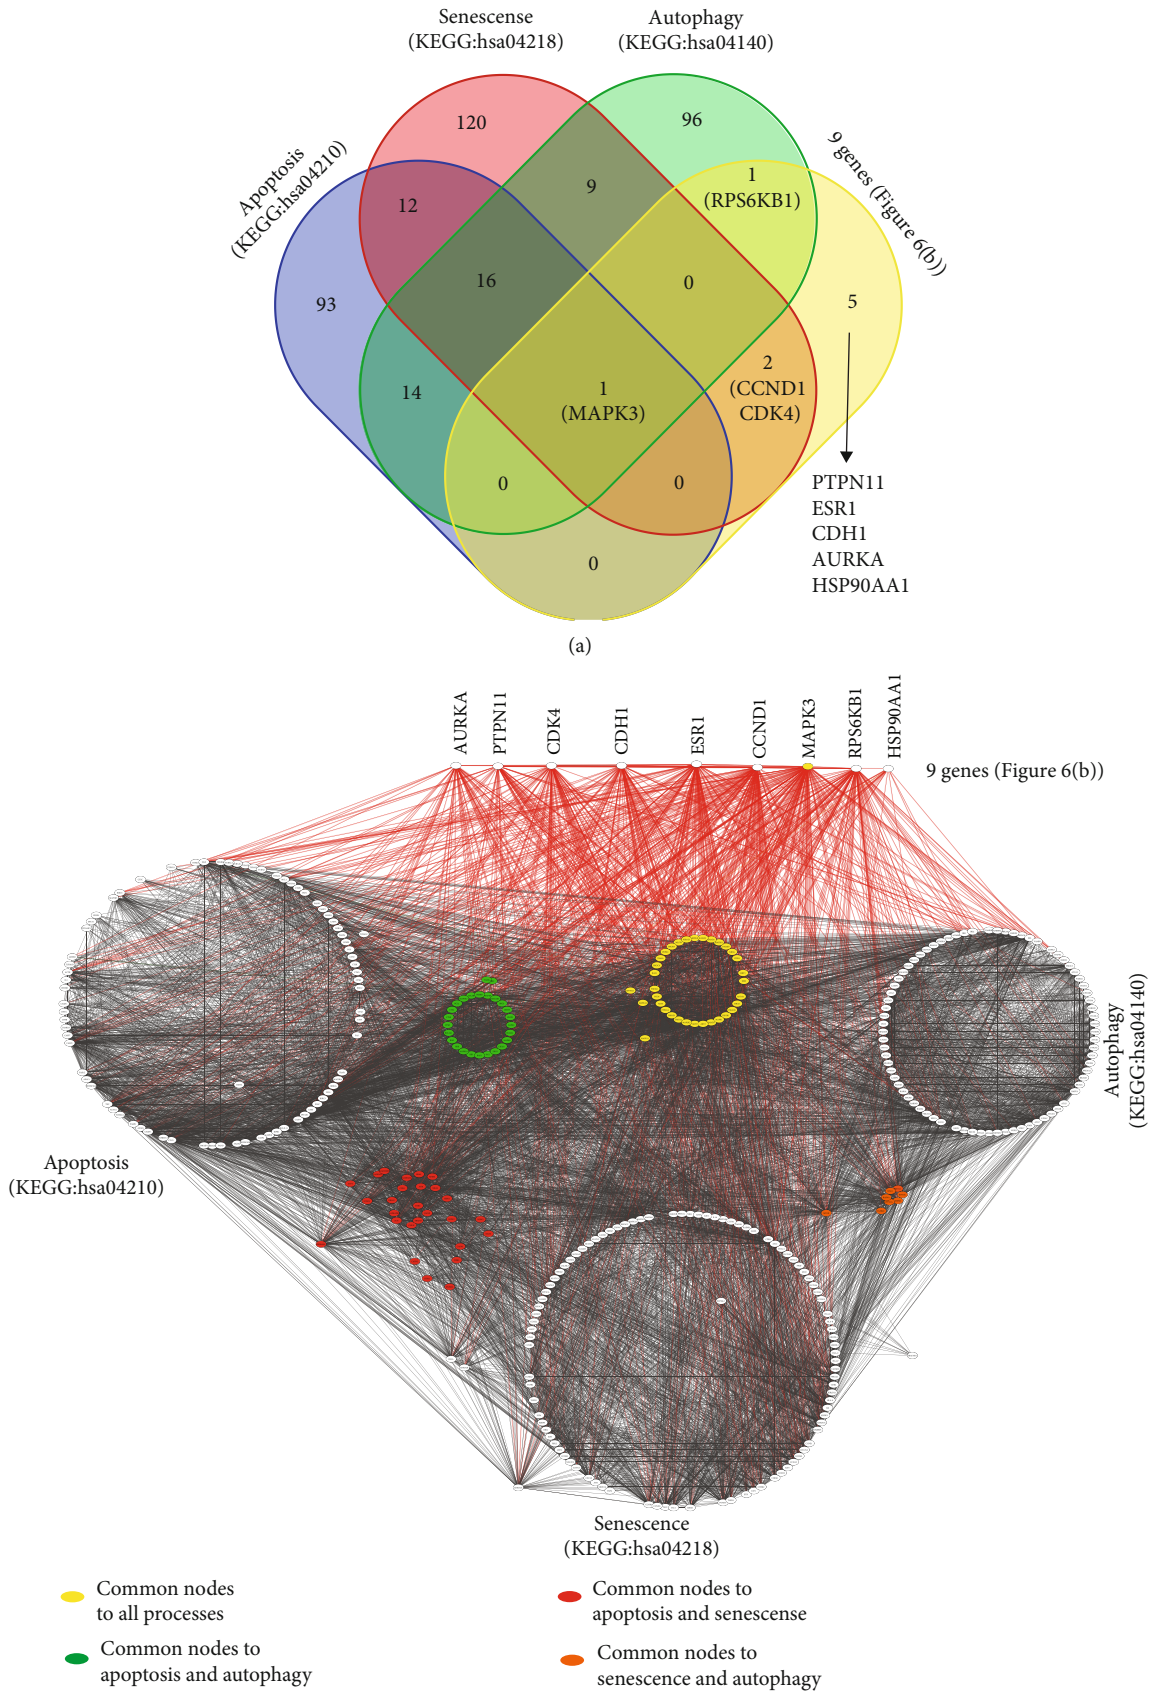 Senescense
(KEGG:hsa04218)
Autophagy
(KEGG:hsa04140)
Apoptosis
(KEGG:hsa04210)
9 genes (Figure 6(b))
120
96
9
1
(RPS6KB1)
12
16
0
93
5
14
1
(MAPK3)
2
(CCND1
CDK4)
0
0
0
PTPN11
ESR1
CDH1
AURKA
HSP90AA1
(a)
AURKA
PTPN11
CDK4
CDH1
ESR1
CCND1
MAPK3
RPS6KB1
HSP90AA1
9 genes (Figure 6(b))
Autophagy
(KEGG:hsa04140)
Apoptosis
(KEGG:hsa04210)
Senescence
(KEGG:hsa04218)
Common nodes
to all processes
Common nodes to
apoptosis and autophagy
Common nodes to
apoptosis and senescense
Common nodes to
senescence and autophagy